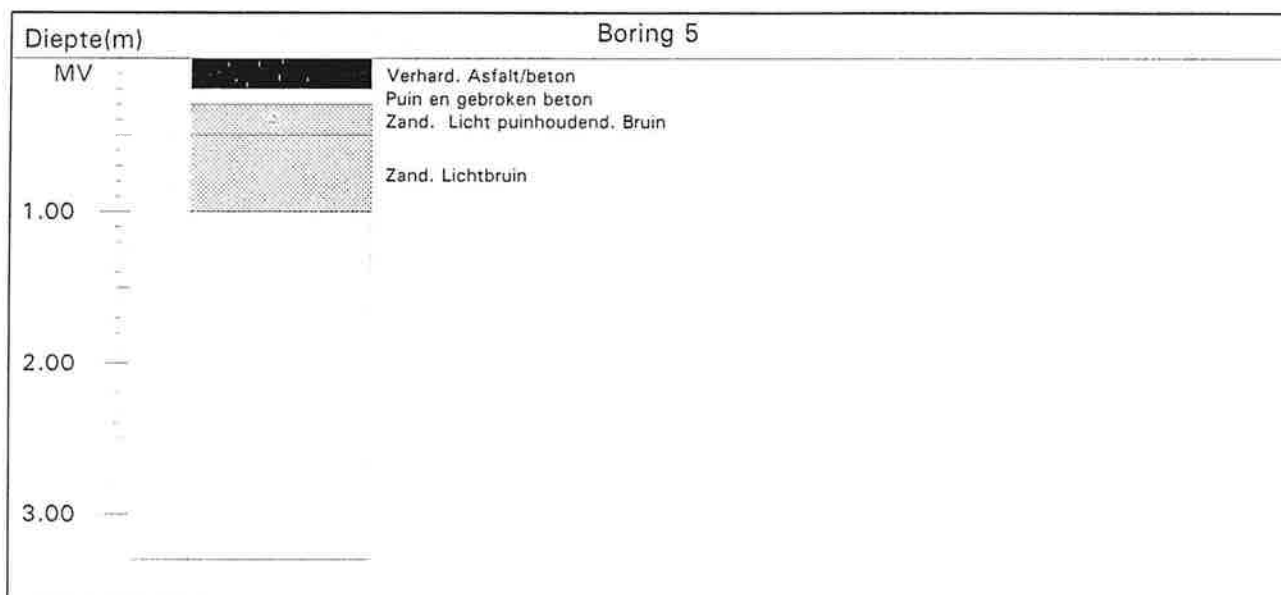 Boring 5
Diepte(m)
MV
Verhard. Asfalt/beton
Puin en gebroken beton
Zand. Licht puinhoudend. Bruin
Zand. Lichtbruin
1.00
2.00
3.00